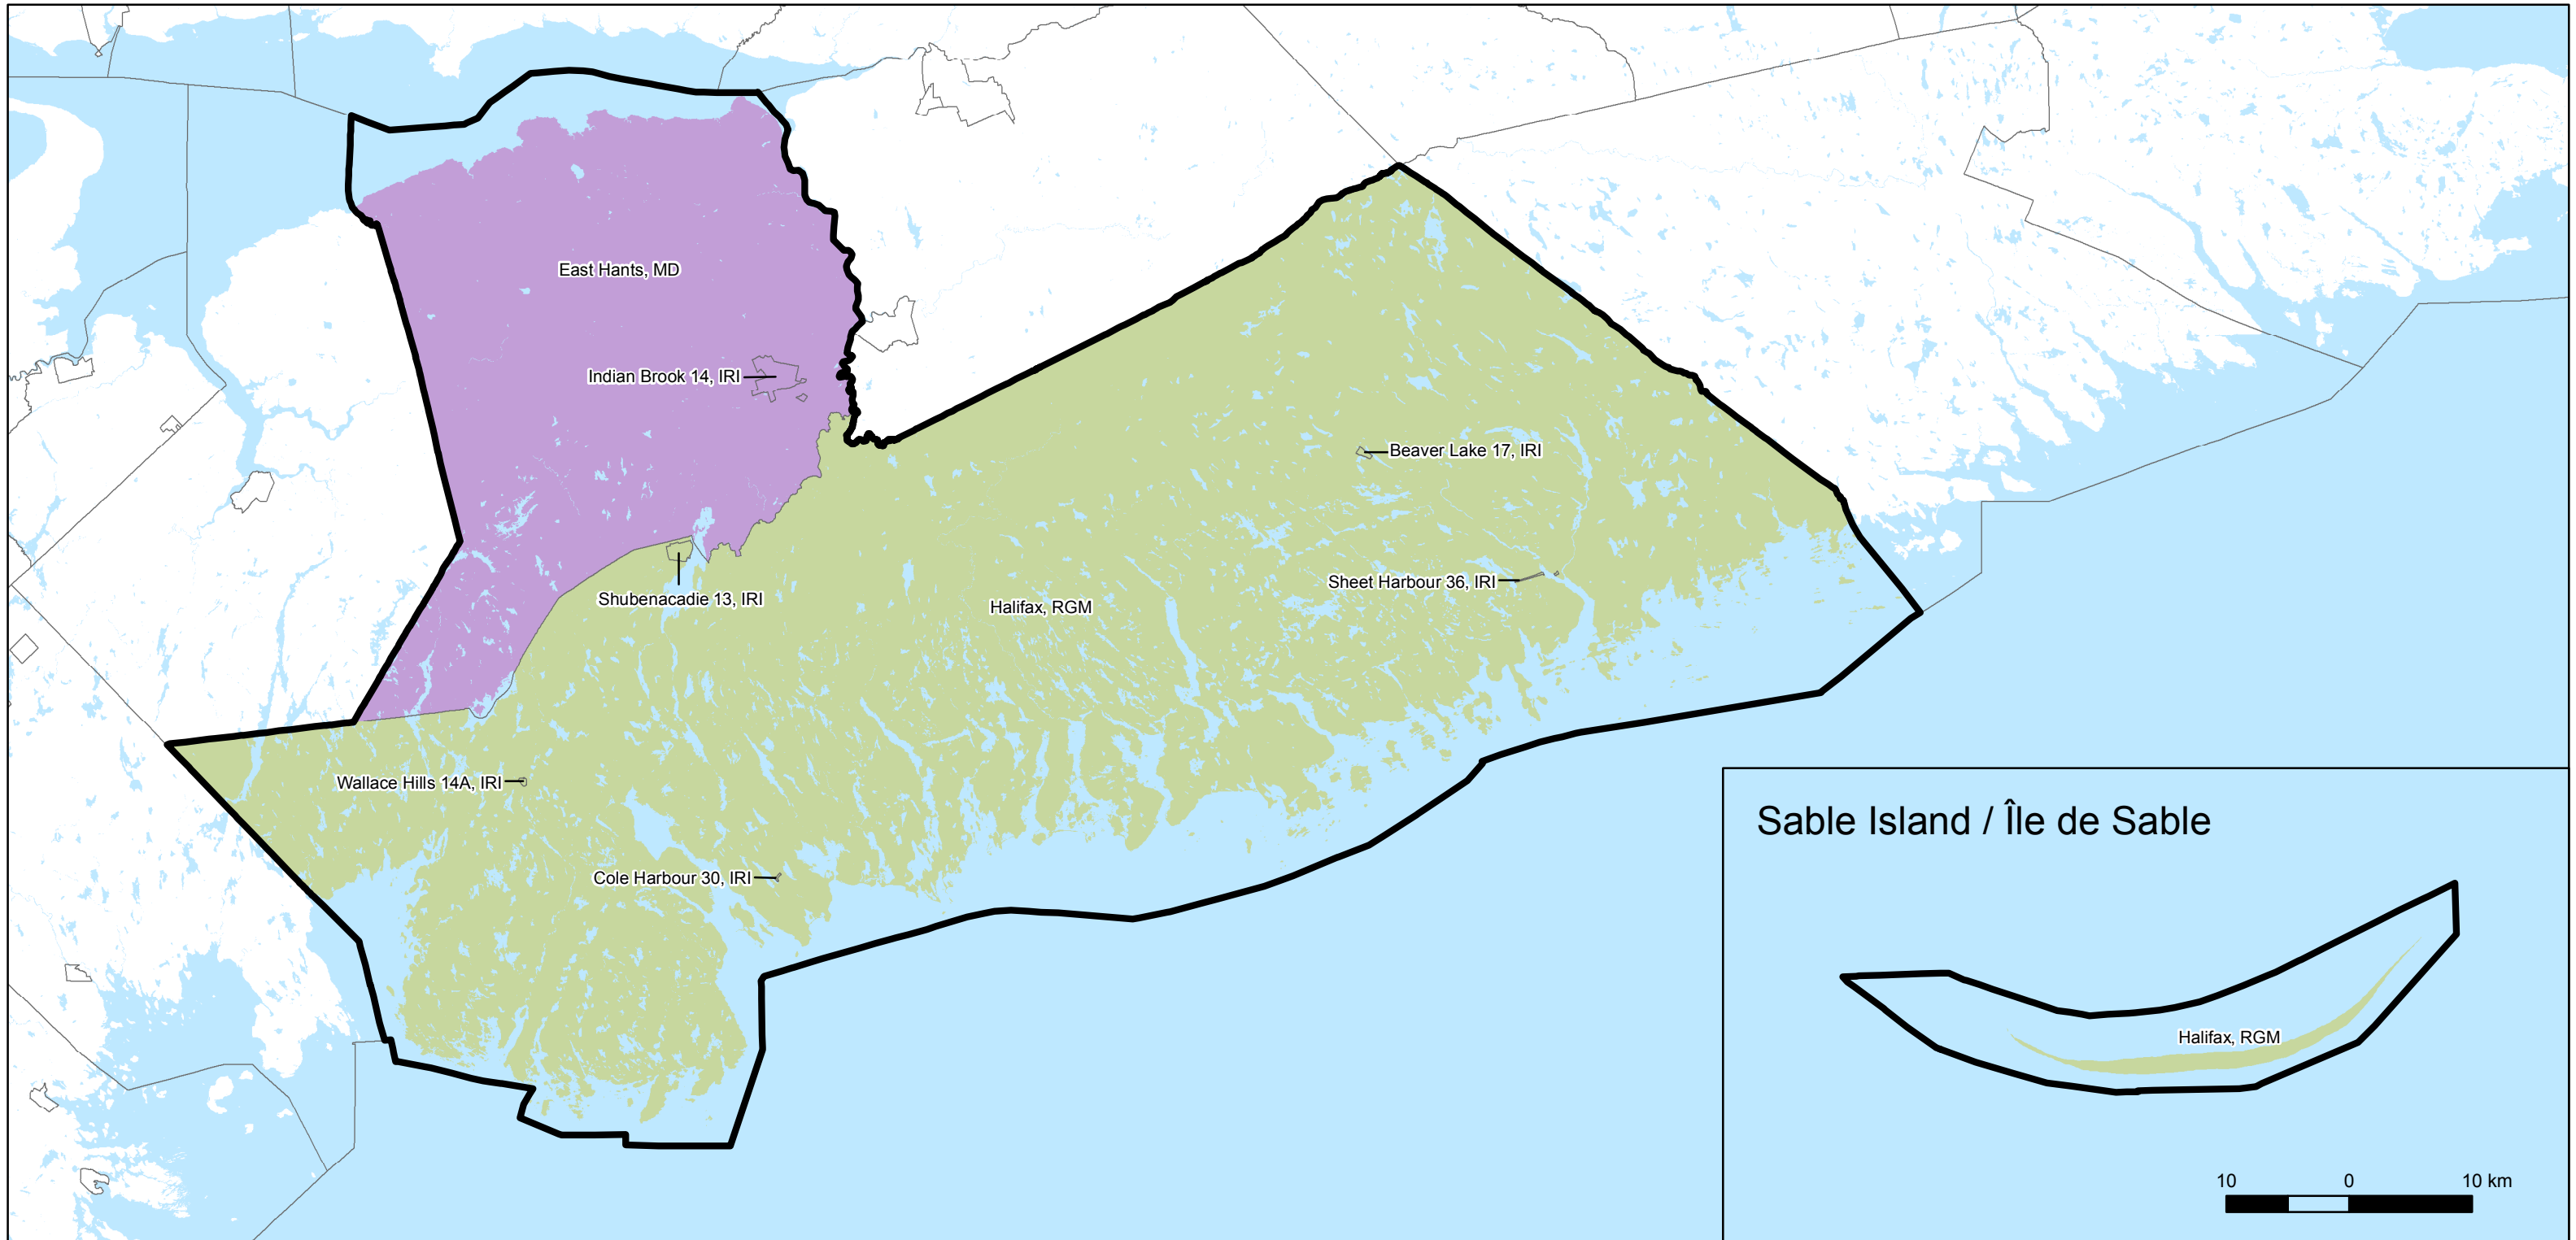 East Hants, MD
Indian Brook 14, IRI
Beaver Lake 17, IRI
Sheet Harbour 36, IRI
Shubenacadie 13, IRI
Halifax, RGM
Wallace Hills 14A, IRI
Cole Harbour 30, IRI
Sable Island / Île de Sable
Halifax, RGM
10 0 10 km